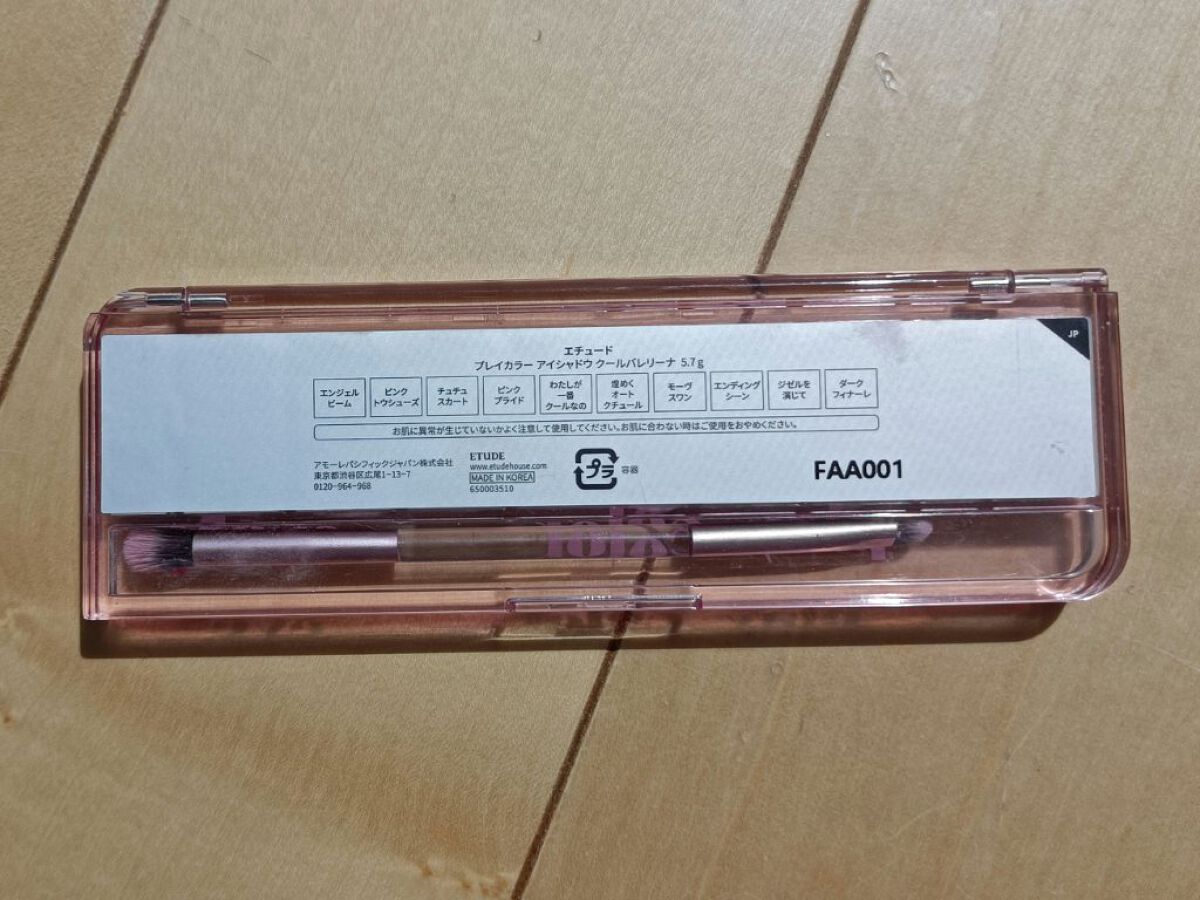 JP
エチュード
プレイカラー アイシャドウ クールバレリーナ 5.7g
エンジェル
ビーム
ピンク
トウシューズ
チュチュ
スカート
ピンク
プライド
わたしが
一番
クールなの
煌めく
オート
クチュール
モーヴ
スワン
エンディング
シーン
ジゼルを
演じて
ダーク
フィナーレ
お肌に異常が生じていないかよく注意して使用してください。お肌に合わない時はご使用をおやめください。
アモーレパシフィックジャパン株式会社
東京都渋谷区広尾1-13-7
0120-964-968
ETUDE
www.etudehouse.com
MADE IN KOREA
650003510
プラ
容器
FAA001